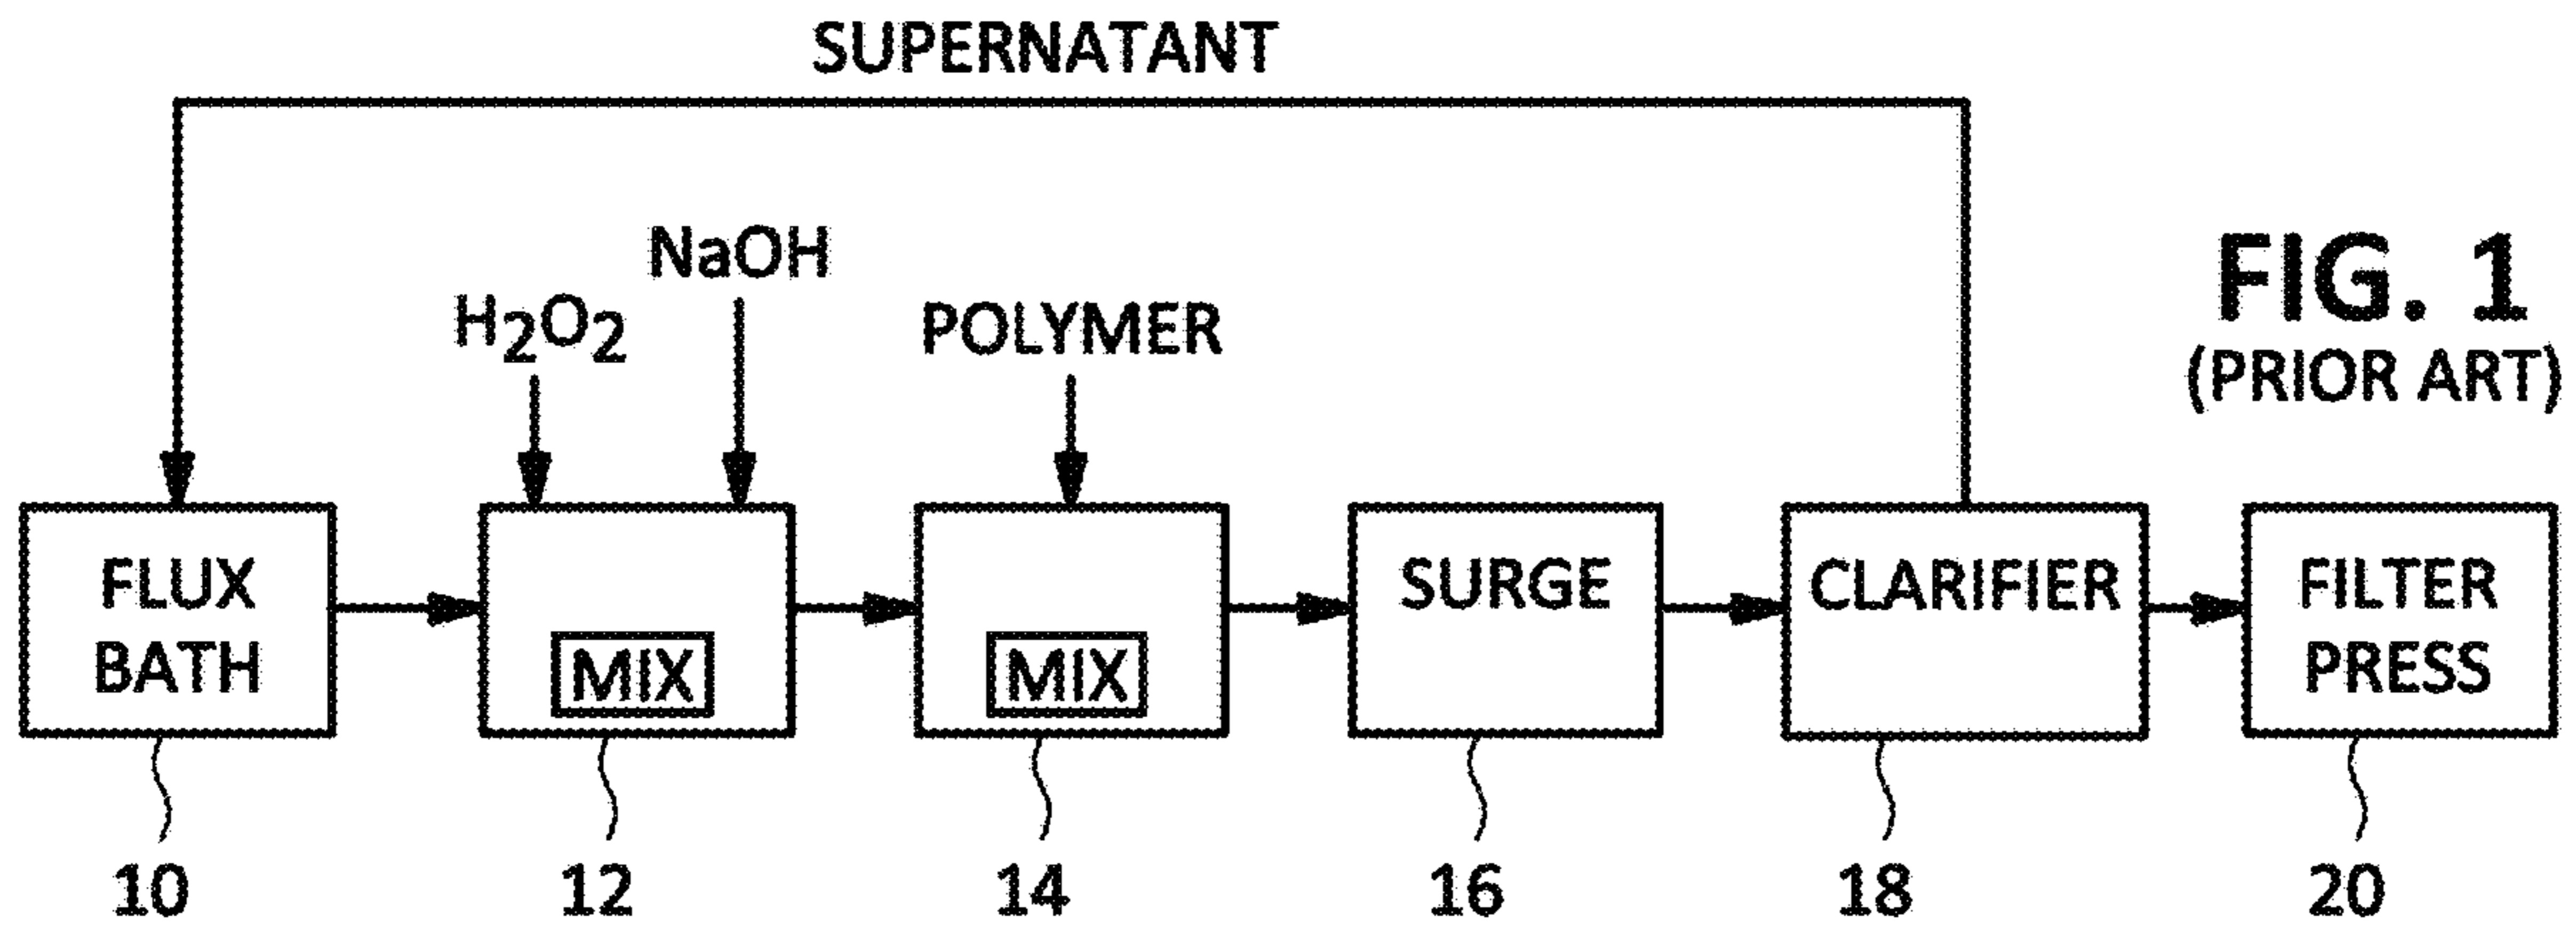 SUPERNATANT
NaOH
H2O2
POLYMER
FIG. 1
(PRIOR ART)
FLUX
BATH
MIX
MIX
SURGE
CLARIFIER
FILTER
PRESS
10
12
14
16
18
20